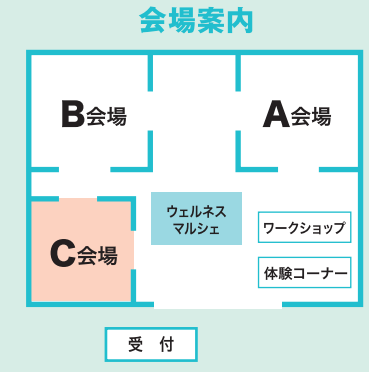 会場案内
B会場
A会場
ウェルネス
マルシェ
ワークショップ
C会場
体験コーナー
受 付